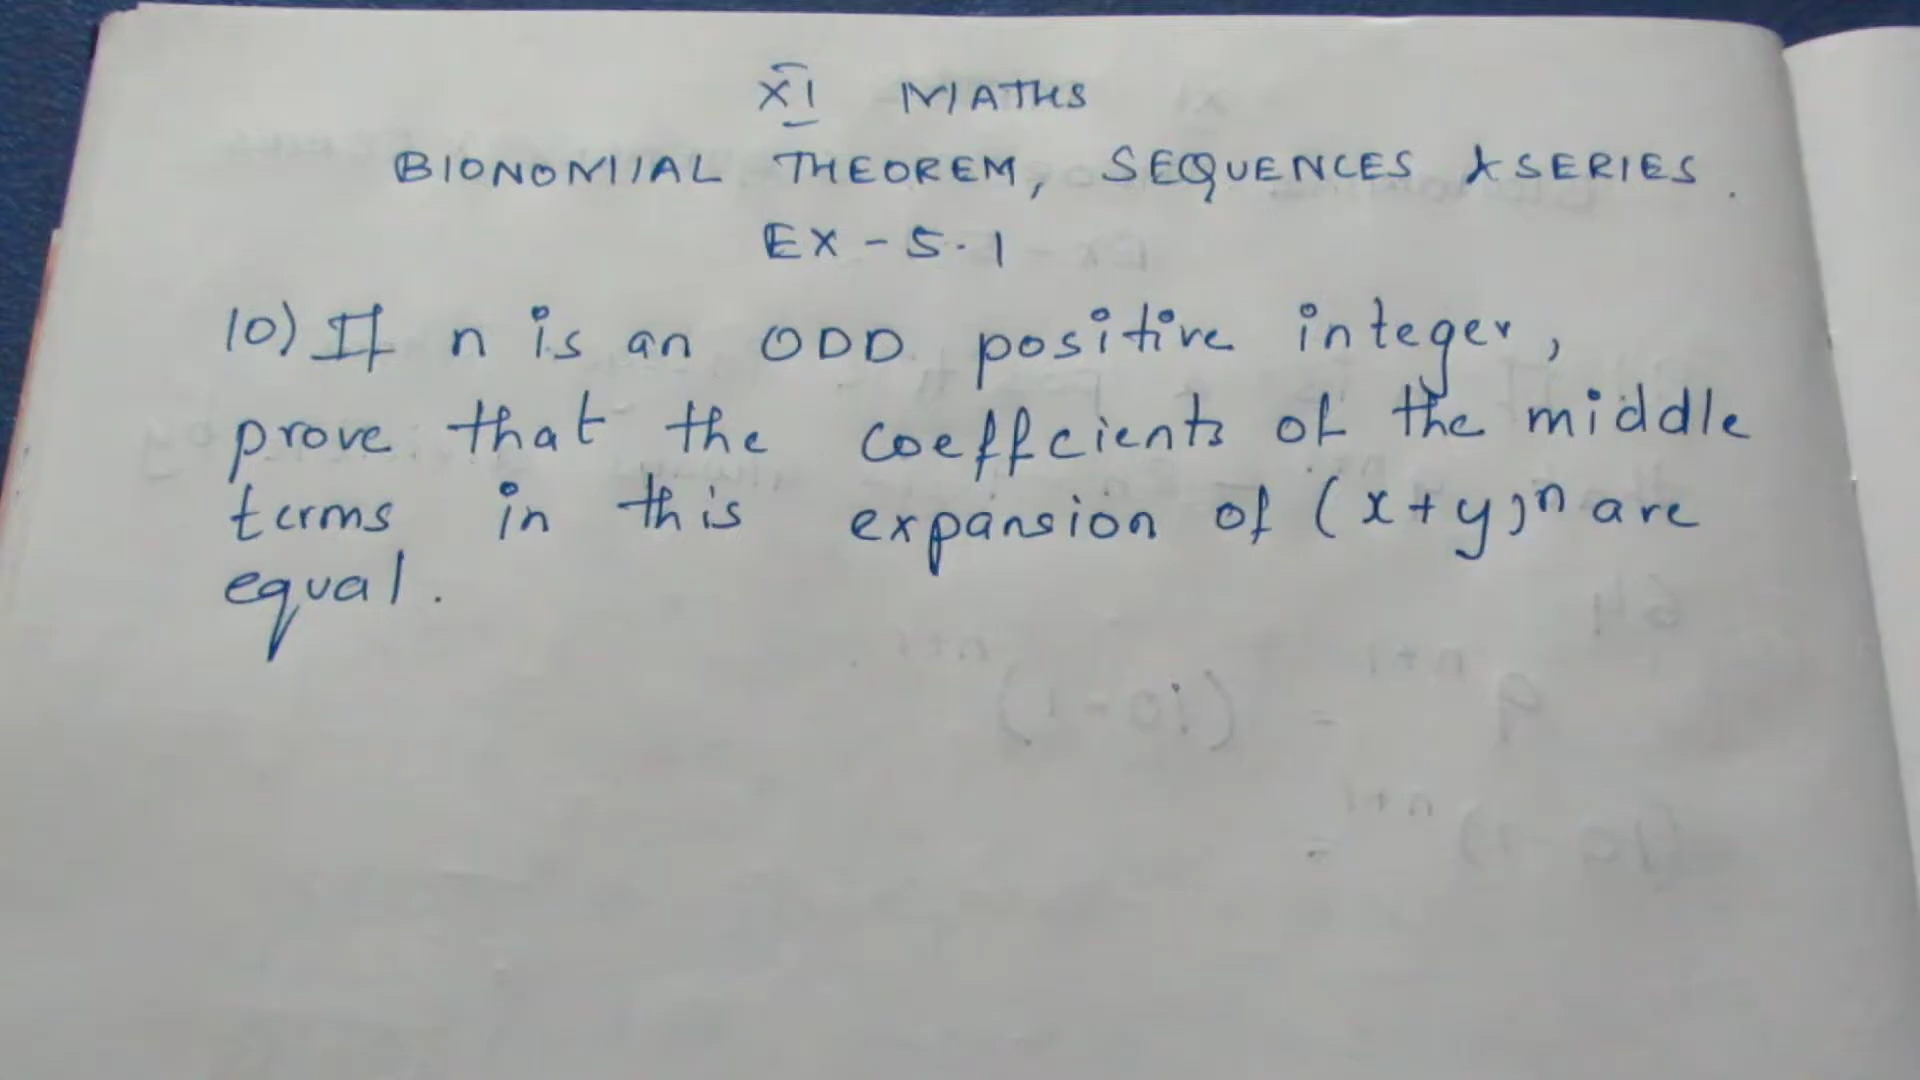 XI MATHS
BIONOMIAL THEOREM, SEQUENCES & SERIES.
EX - 5.1
10) If n is an ODD positive integer,
prove that the coeffcients of the middle
terms in this expansion of (x+y)^n are
equal.